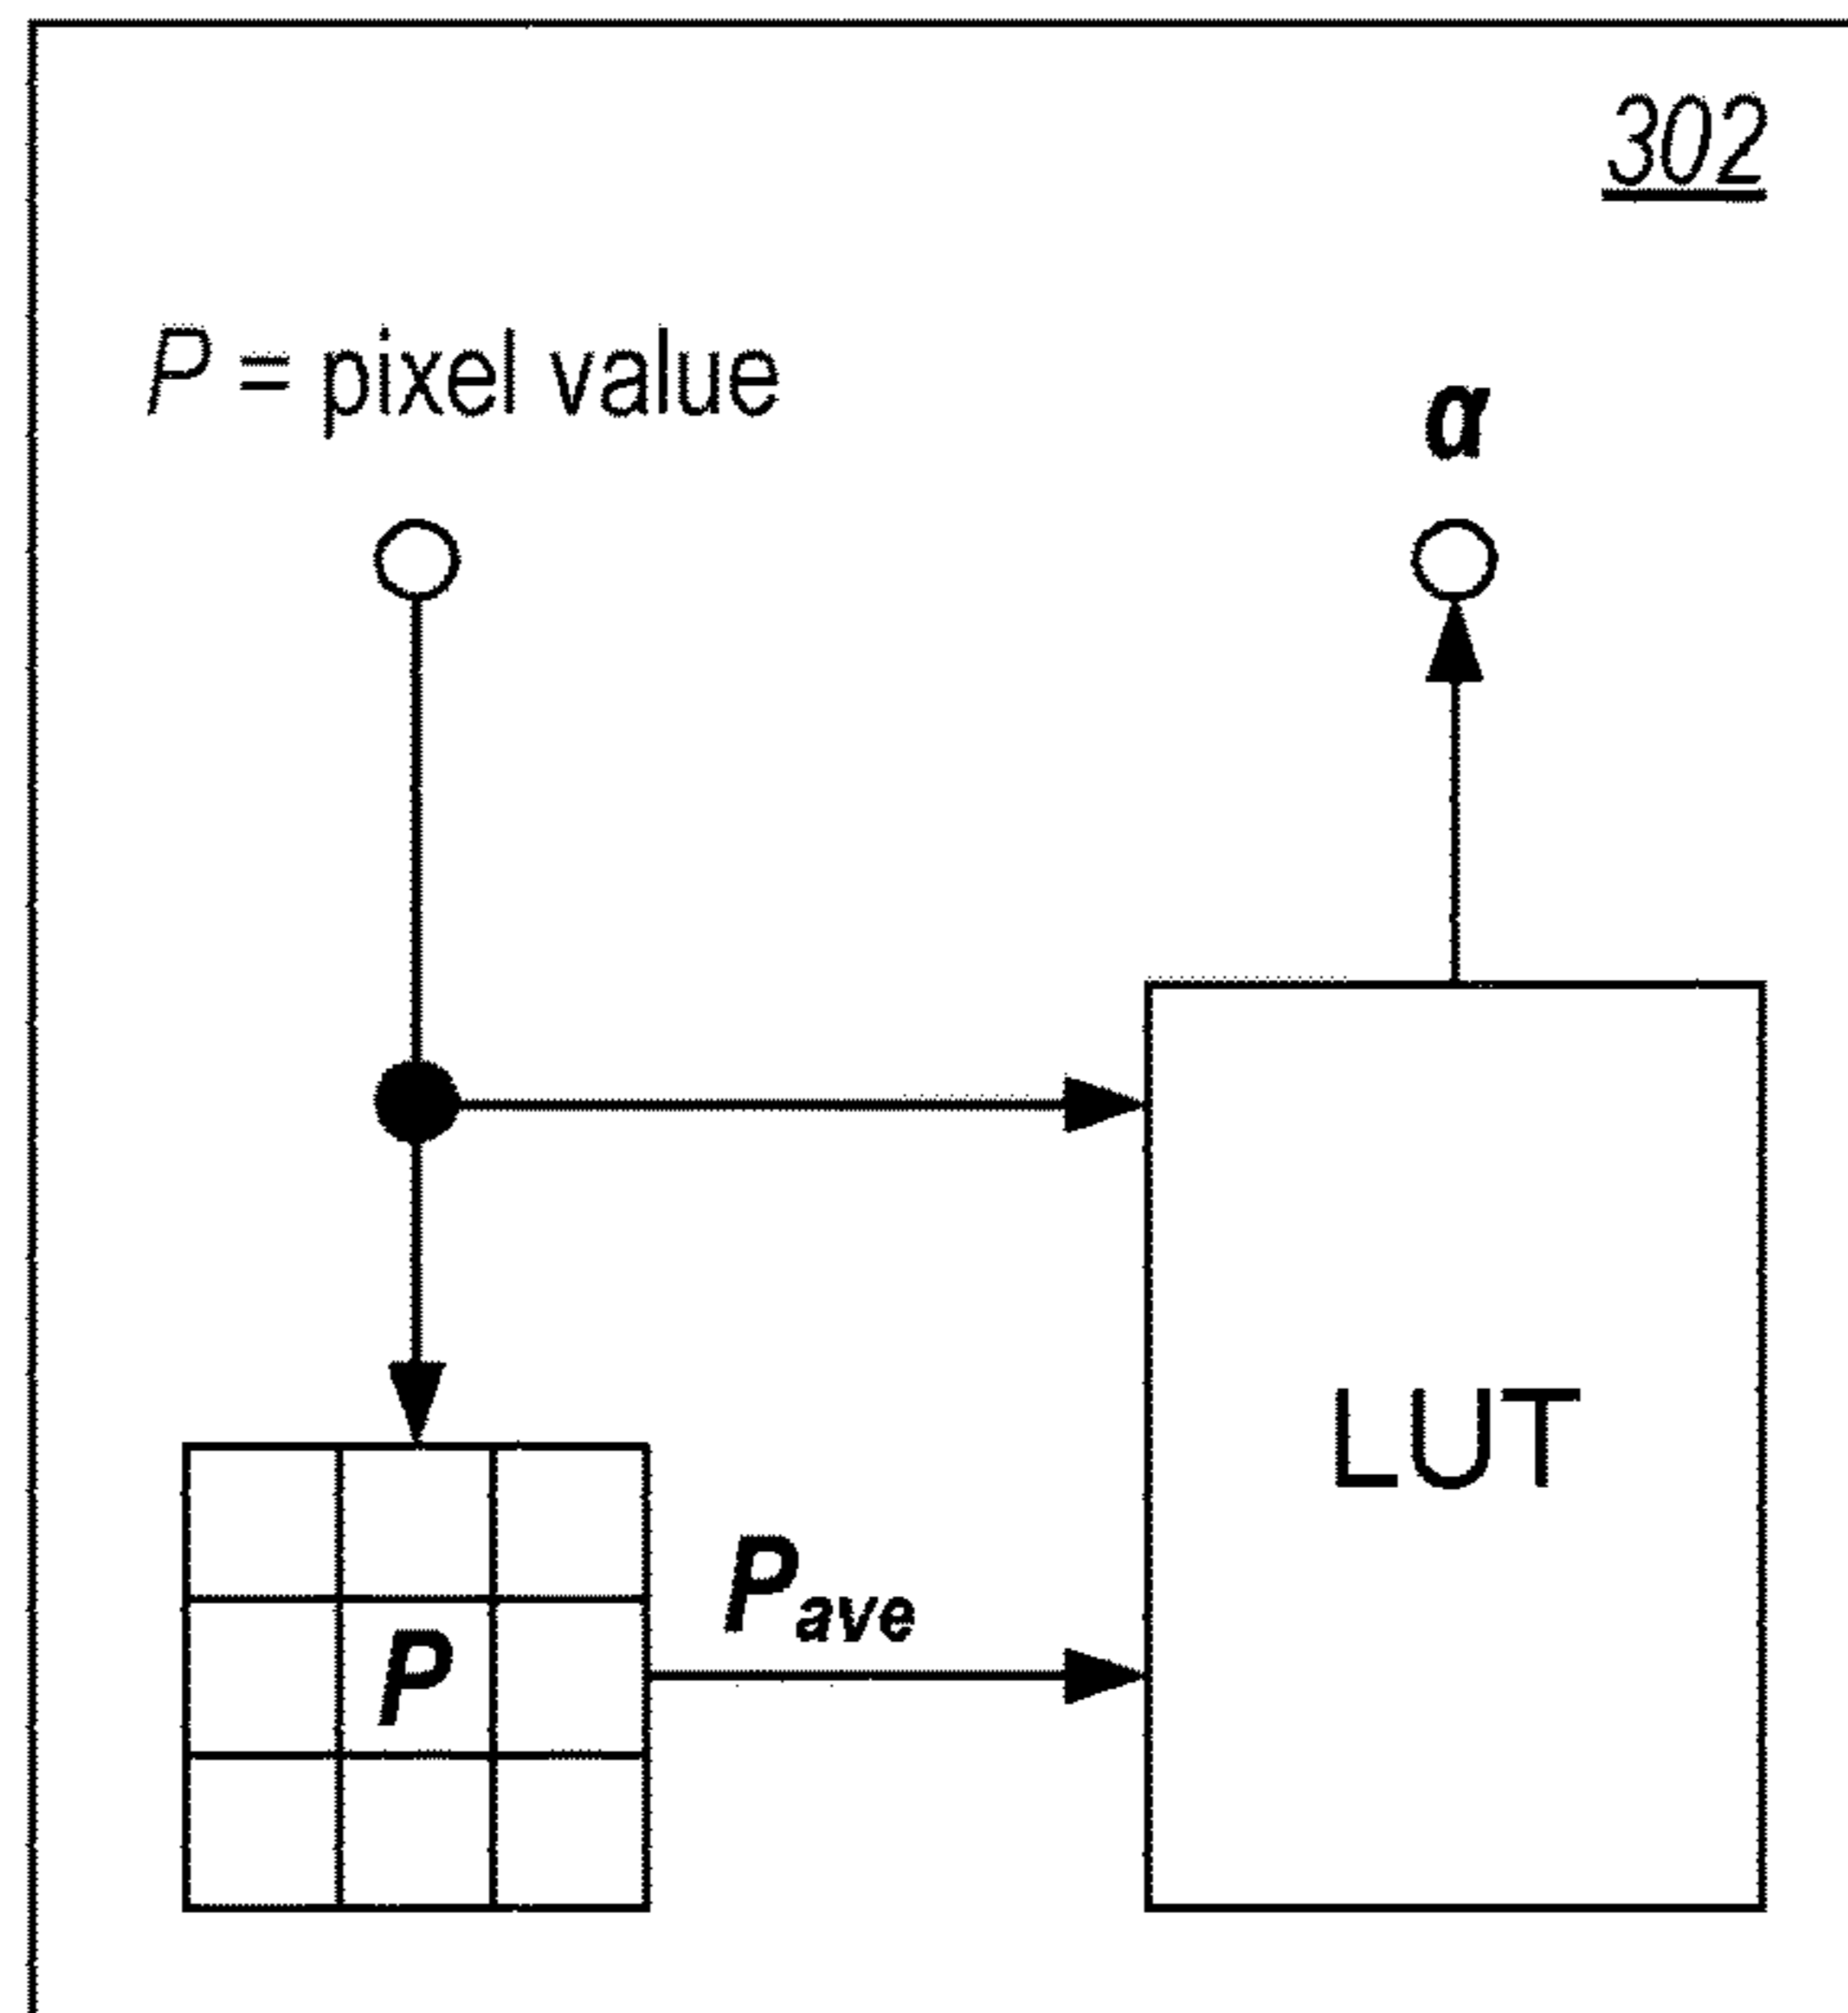 302
P = pixel value
α
LUT
P_ave
P